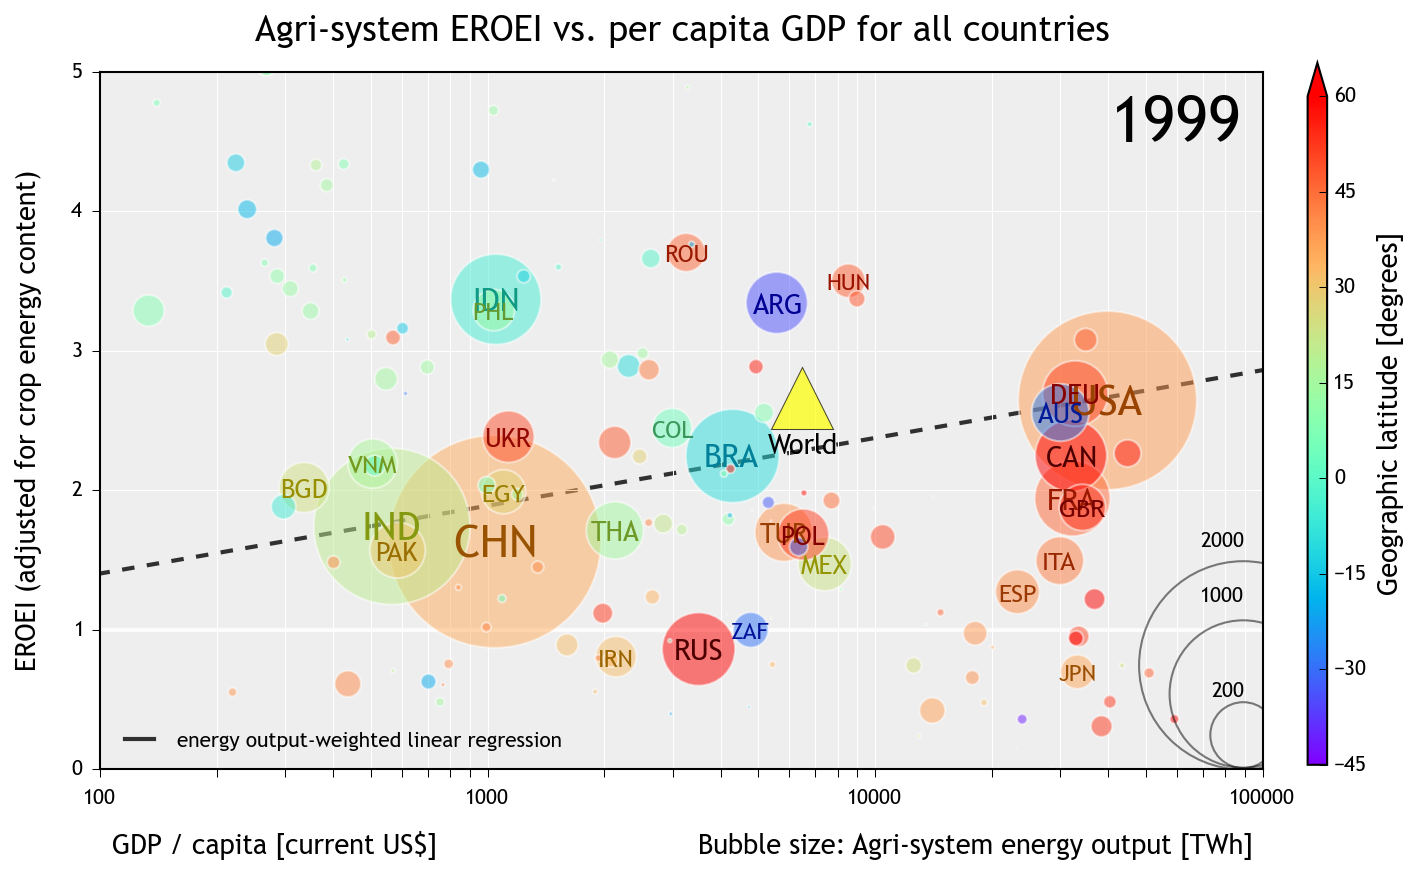 Agri-system EROEI vs. per capita GDP for all countries
1999
EROEI (adjusted for crop energy content)
5
4
3
2
1
0
ROU
HUN
IDN
PHL
ARG
DEU
USA
AUS
World
COL
UKR
BRA
CAN
VNM
BGD
EGY
FRA
GBR
IND
CHN
PAK
THA
TUR
POL
MEX
ITA
ESP
ZAF
RUS
IRN
JPN
2000
1000
200
energy output-weighted linear regression
100
1000
10000
100000
GDP / capita [current US$]
Bubble size: Agri-system energy output [TWh]
60
45
30
15
0
−15
−30
−45
Geographic latitude [degrees]